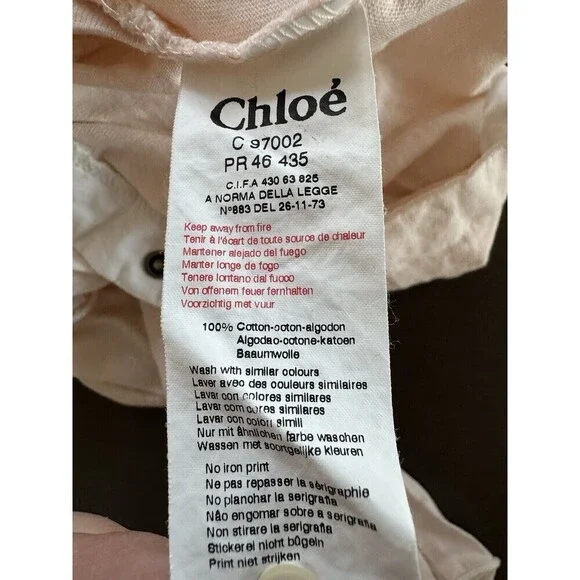 Chloé
C 97002
PR 46 435
C.I.F.A 430 63 825
A NORMA DELLA LEGGE
N°883 DEL 26-11-73
Keep away from fire
Tenir à l'écart de toute source de chaleur
Mantener alejado del fuego
Manter longe de fogo
Tenere lontano dal fuoco
Von offenem feuer fernhalten
Voorzichtig met vuur
100% Cotton-coton-algodon
Algodao-cotone-katoen
Baaumwolle
Wash with similar colours
Laver avec des couleurs similaires
Lavar con colores similares
Lavar com cores similares
Lavar con colori simili
Nur mit ähnlichen farbe waschen
Wassen met soortgelijke kleuren
No iron print
Ne pas repasser la sérigraphie
No planchar la serigrafia
Não engomar sobre a serigrafia
Non stirare la serigrafia
Stickerei nicht bügeln
Print niet strijken